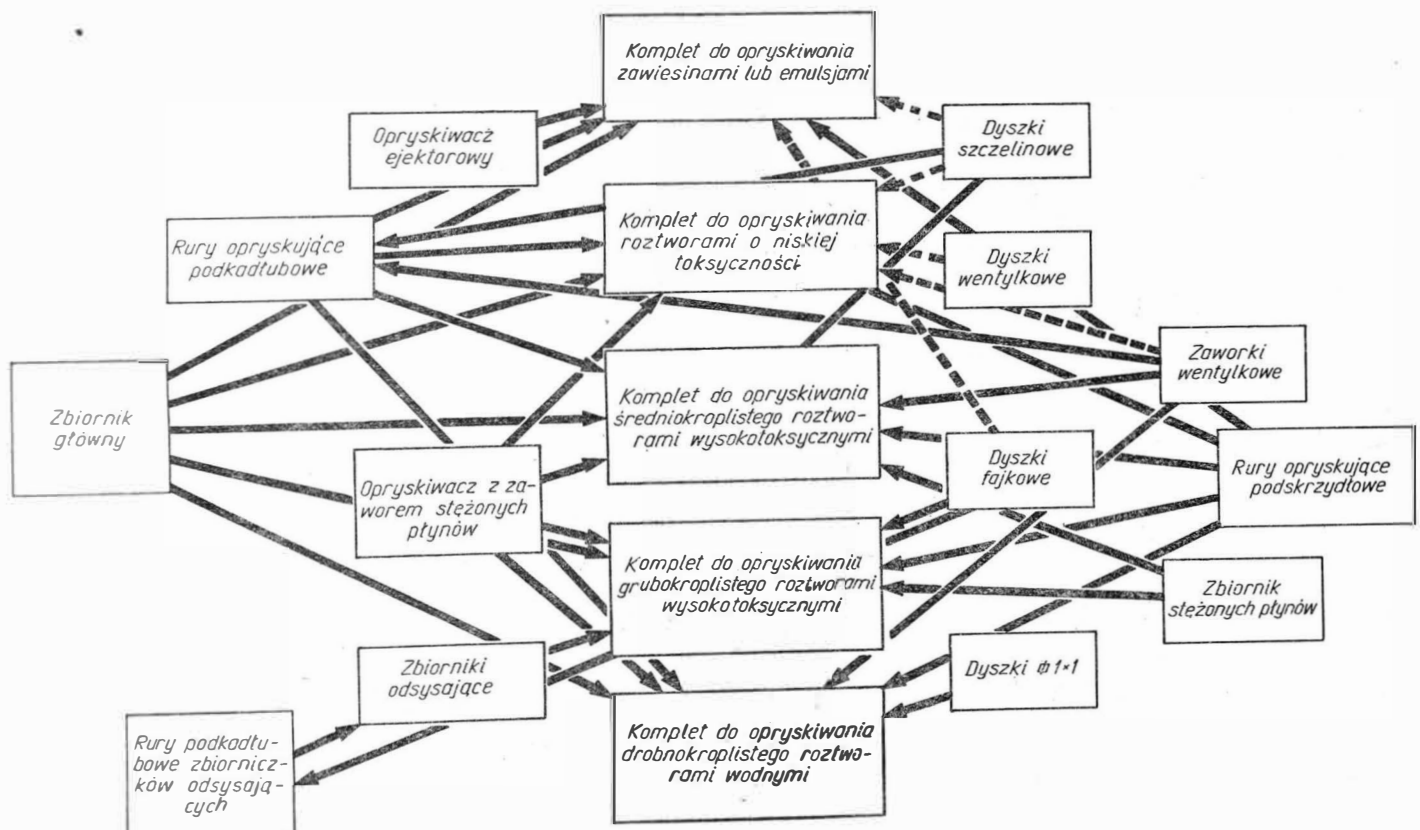 Komplet do opryskiwania
zawiesinami lub emulsjami
Opryskiwacz
ejektorowy
Dyszki
szczelinowe
Rury opryskujące
podkadłubowe
Komplet do opryskiwania
roztworami o niskiej
toksyczności
Dyszki
wentylkowe
Zaworki
wentylkowe
Zbiornik
główny
Komplet do opryskiwania
średniokroplistego roztwo-
rami wysokotoksycznymi
Opryskiwacz z za-
worem stężonych
płynów
Dyszki
fajkowe
Rury opryskujące
podskrzydłowe
Komplet do opryskiwania
grubokroplistego roztworami
wysokotoksycznymi
Zbiornik
stężonych płynów
Zbiorniki
odsysające
Dyszki ф 1×1
Rury podkadłu-
bowe zbiornicz-
ków odsysają-
cych
Komplet do opryskiwania
drobnokroplistego roztwo-
rami wodnymi